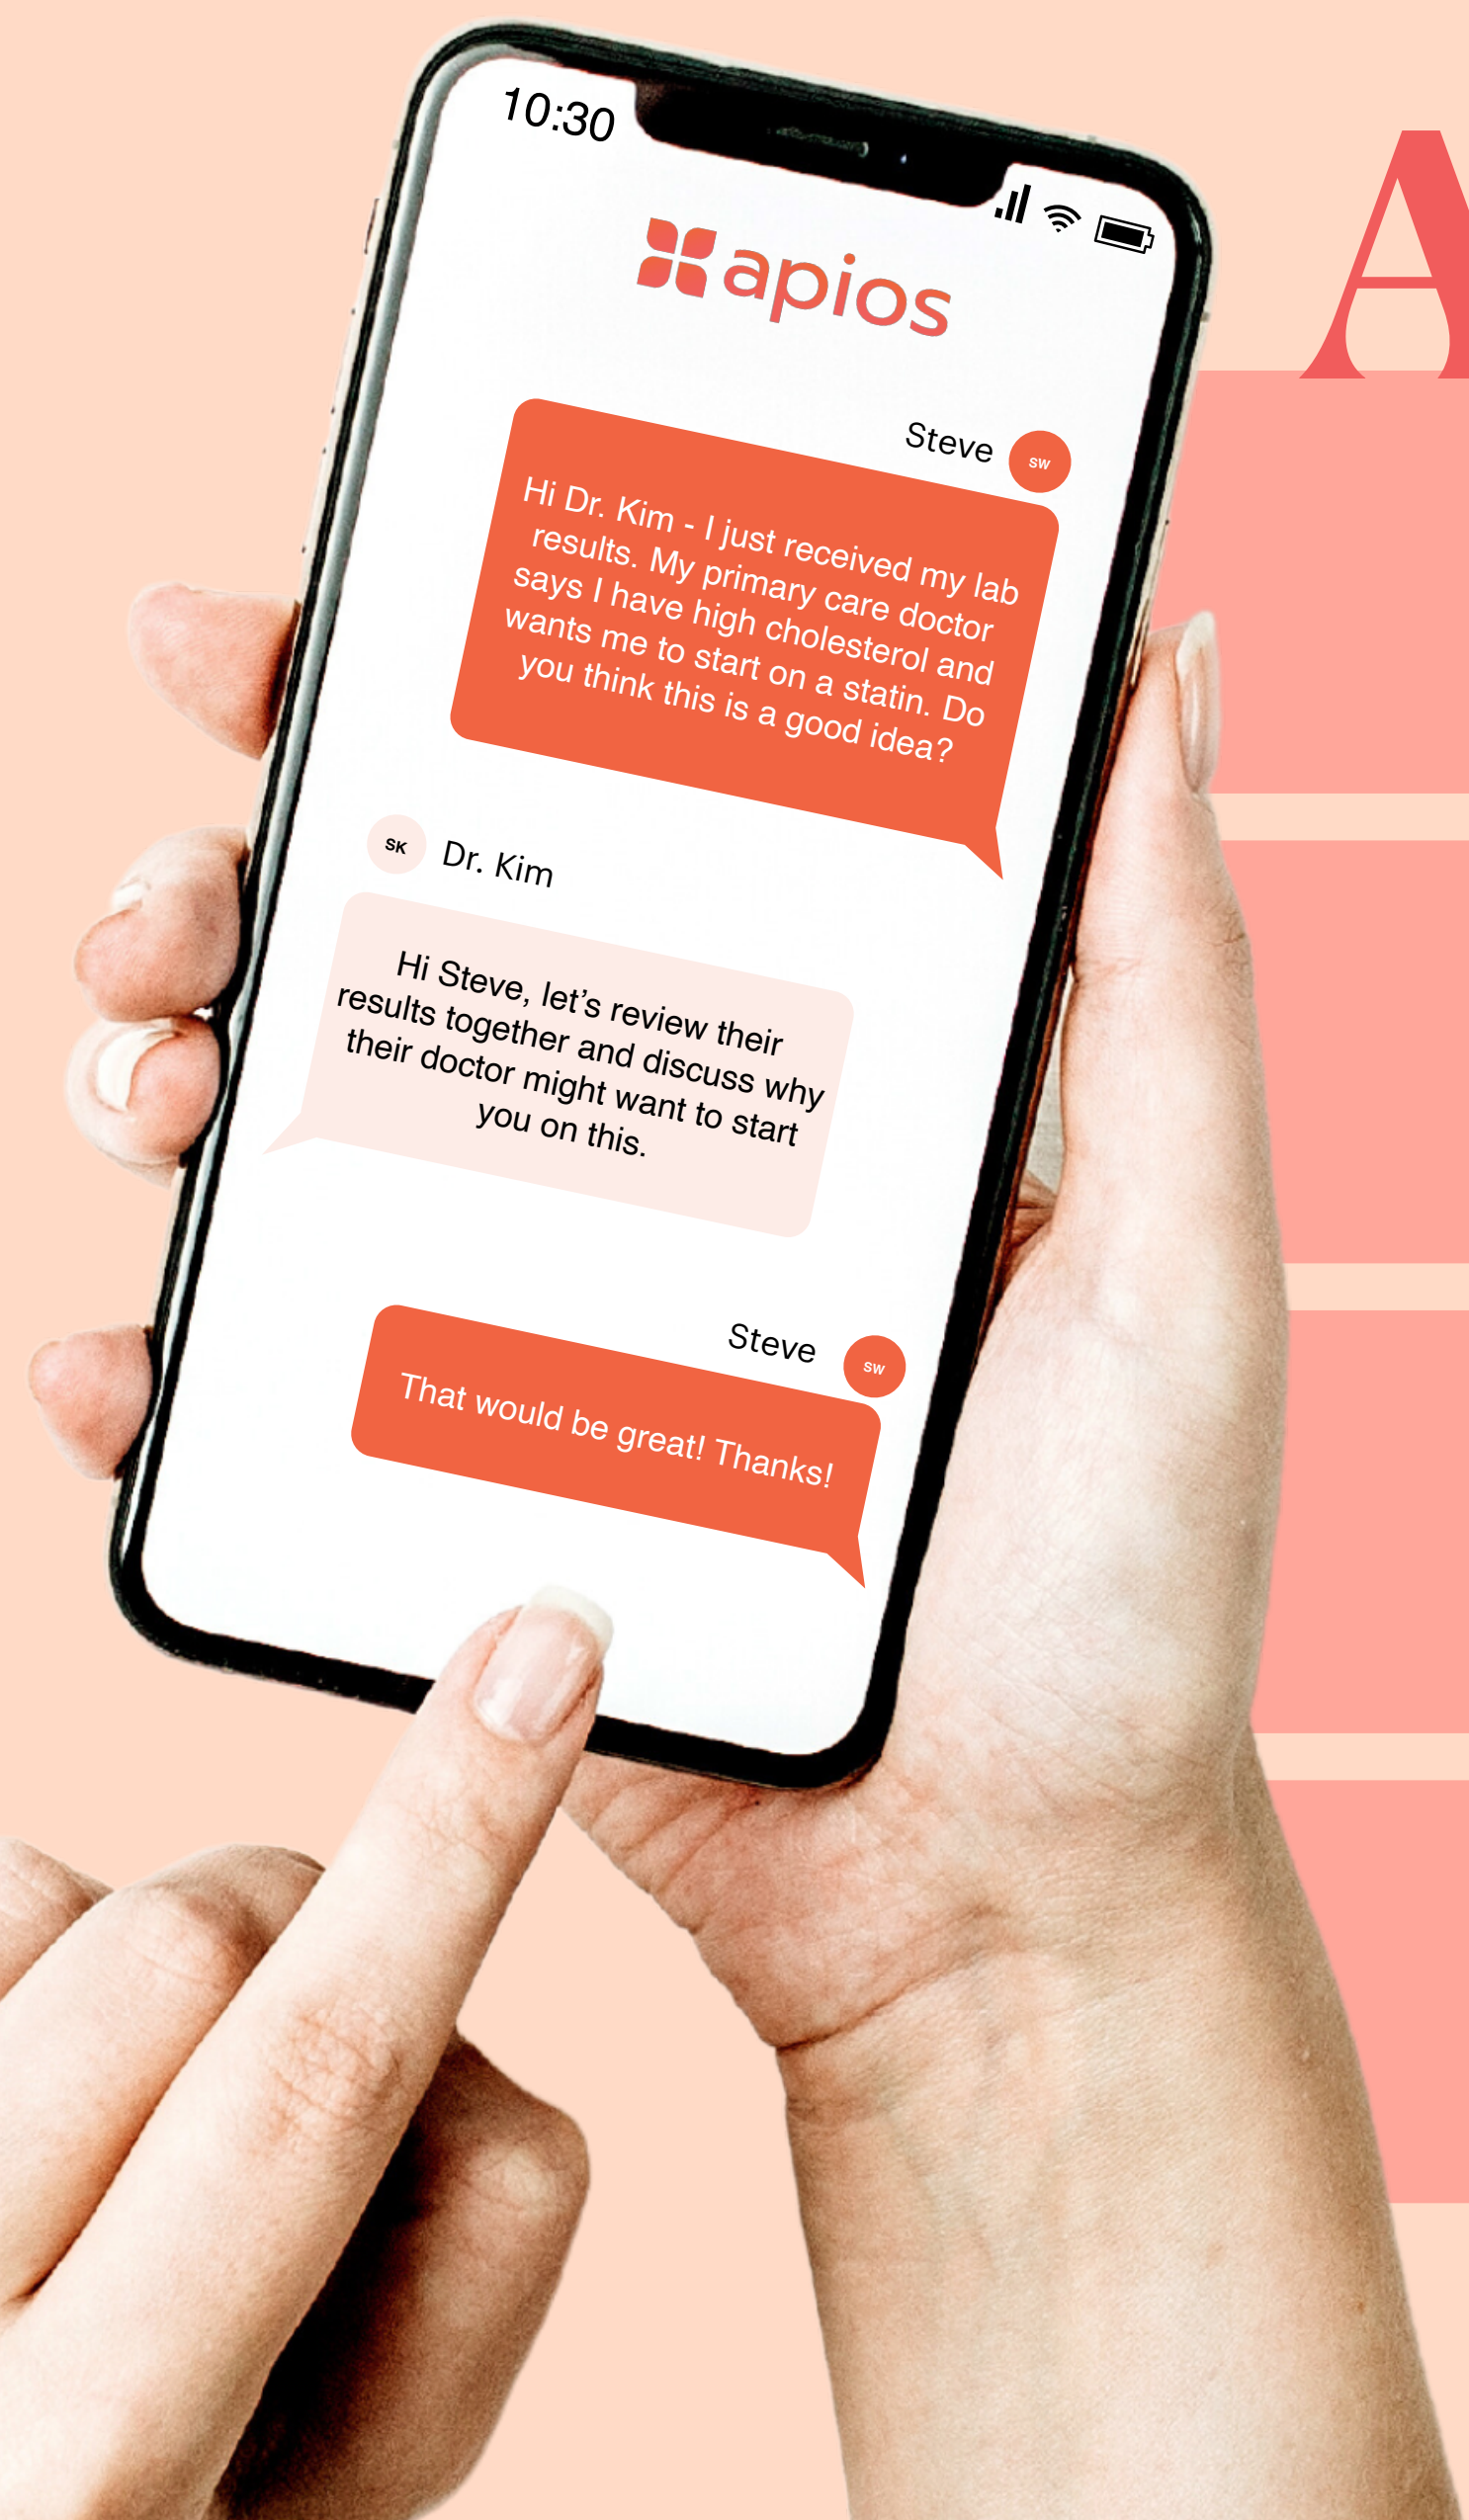 10:30
apios
Steve
SW
Hi Dr. Kim - I just received my lab
results. My primary care doctor
says I have high cholesterol and
wants me to start on a statin. Do
you think this is a good idea?
SK
Dr. Kim
Hi Steve, let’s review their
results together and discuss why
their doctor might want to start
you on this.
Steve
SW
That would be great! Thanks!
A